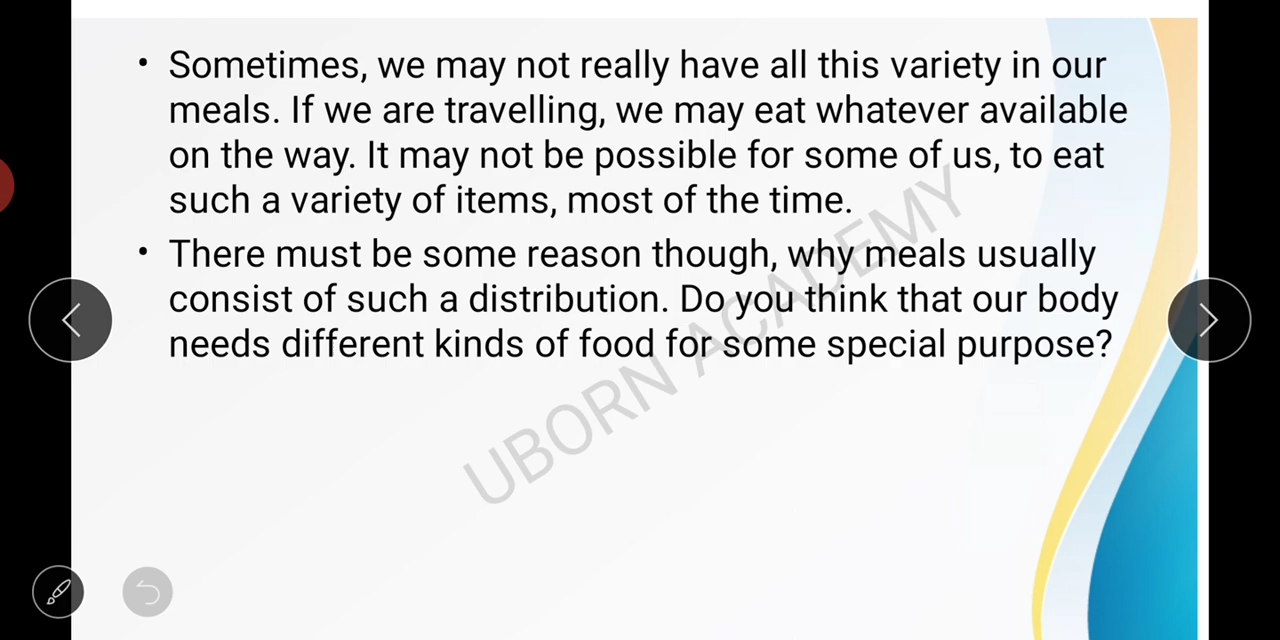 • Sometimes, we may not really have all this variety in our
meals. If we are travelling, we may eat whatever available
on the way. It may not be possible for some of us, to eat
such a variety of items, most of the time.
• There must be some reason though, why meals usually
consist of such a distribution. Do you think that our body
needs different kinds of food for some special purpose?
UBORN ACADEMY